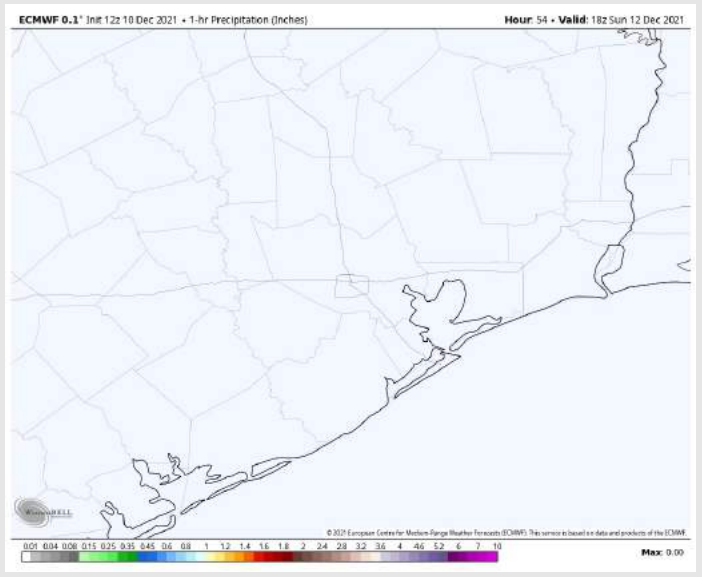 ECMWF 0.1° Init 12z 10 Dec 2021 • 1-hr Precipitation (Inches) Hour: 54 • Valid: 18z Sun 12 Dec 2021
WeatherBELL
© 2021 European Centre for Medium-Range Weather Forecasts (ECMWF). This service is based on data and products of the ECMWF.
0.01 0.04 0.08 0.15 0.25 0.35 0.45 0.6 0.8 1 1.2 1.4 1.6 1.8 2 2.4 2.8 3.2 3.6 4 4.6 5.2 6 7 10 Max: 0.00